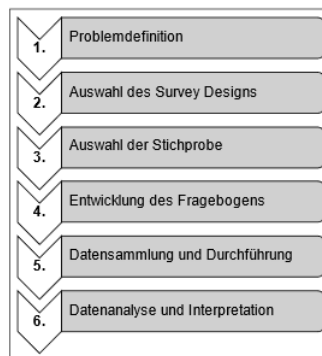 1. Problemdefinition
2. Auswahl des Survey Designs
3. Auswahl der Stichprobe
4. Entwicklung des Fragebogens
5. Datensammlung und Durchführung
6. Datenanalyse und Interpretation